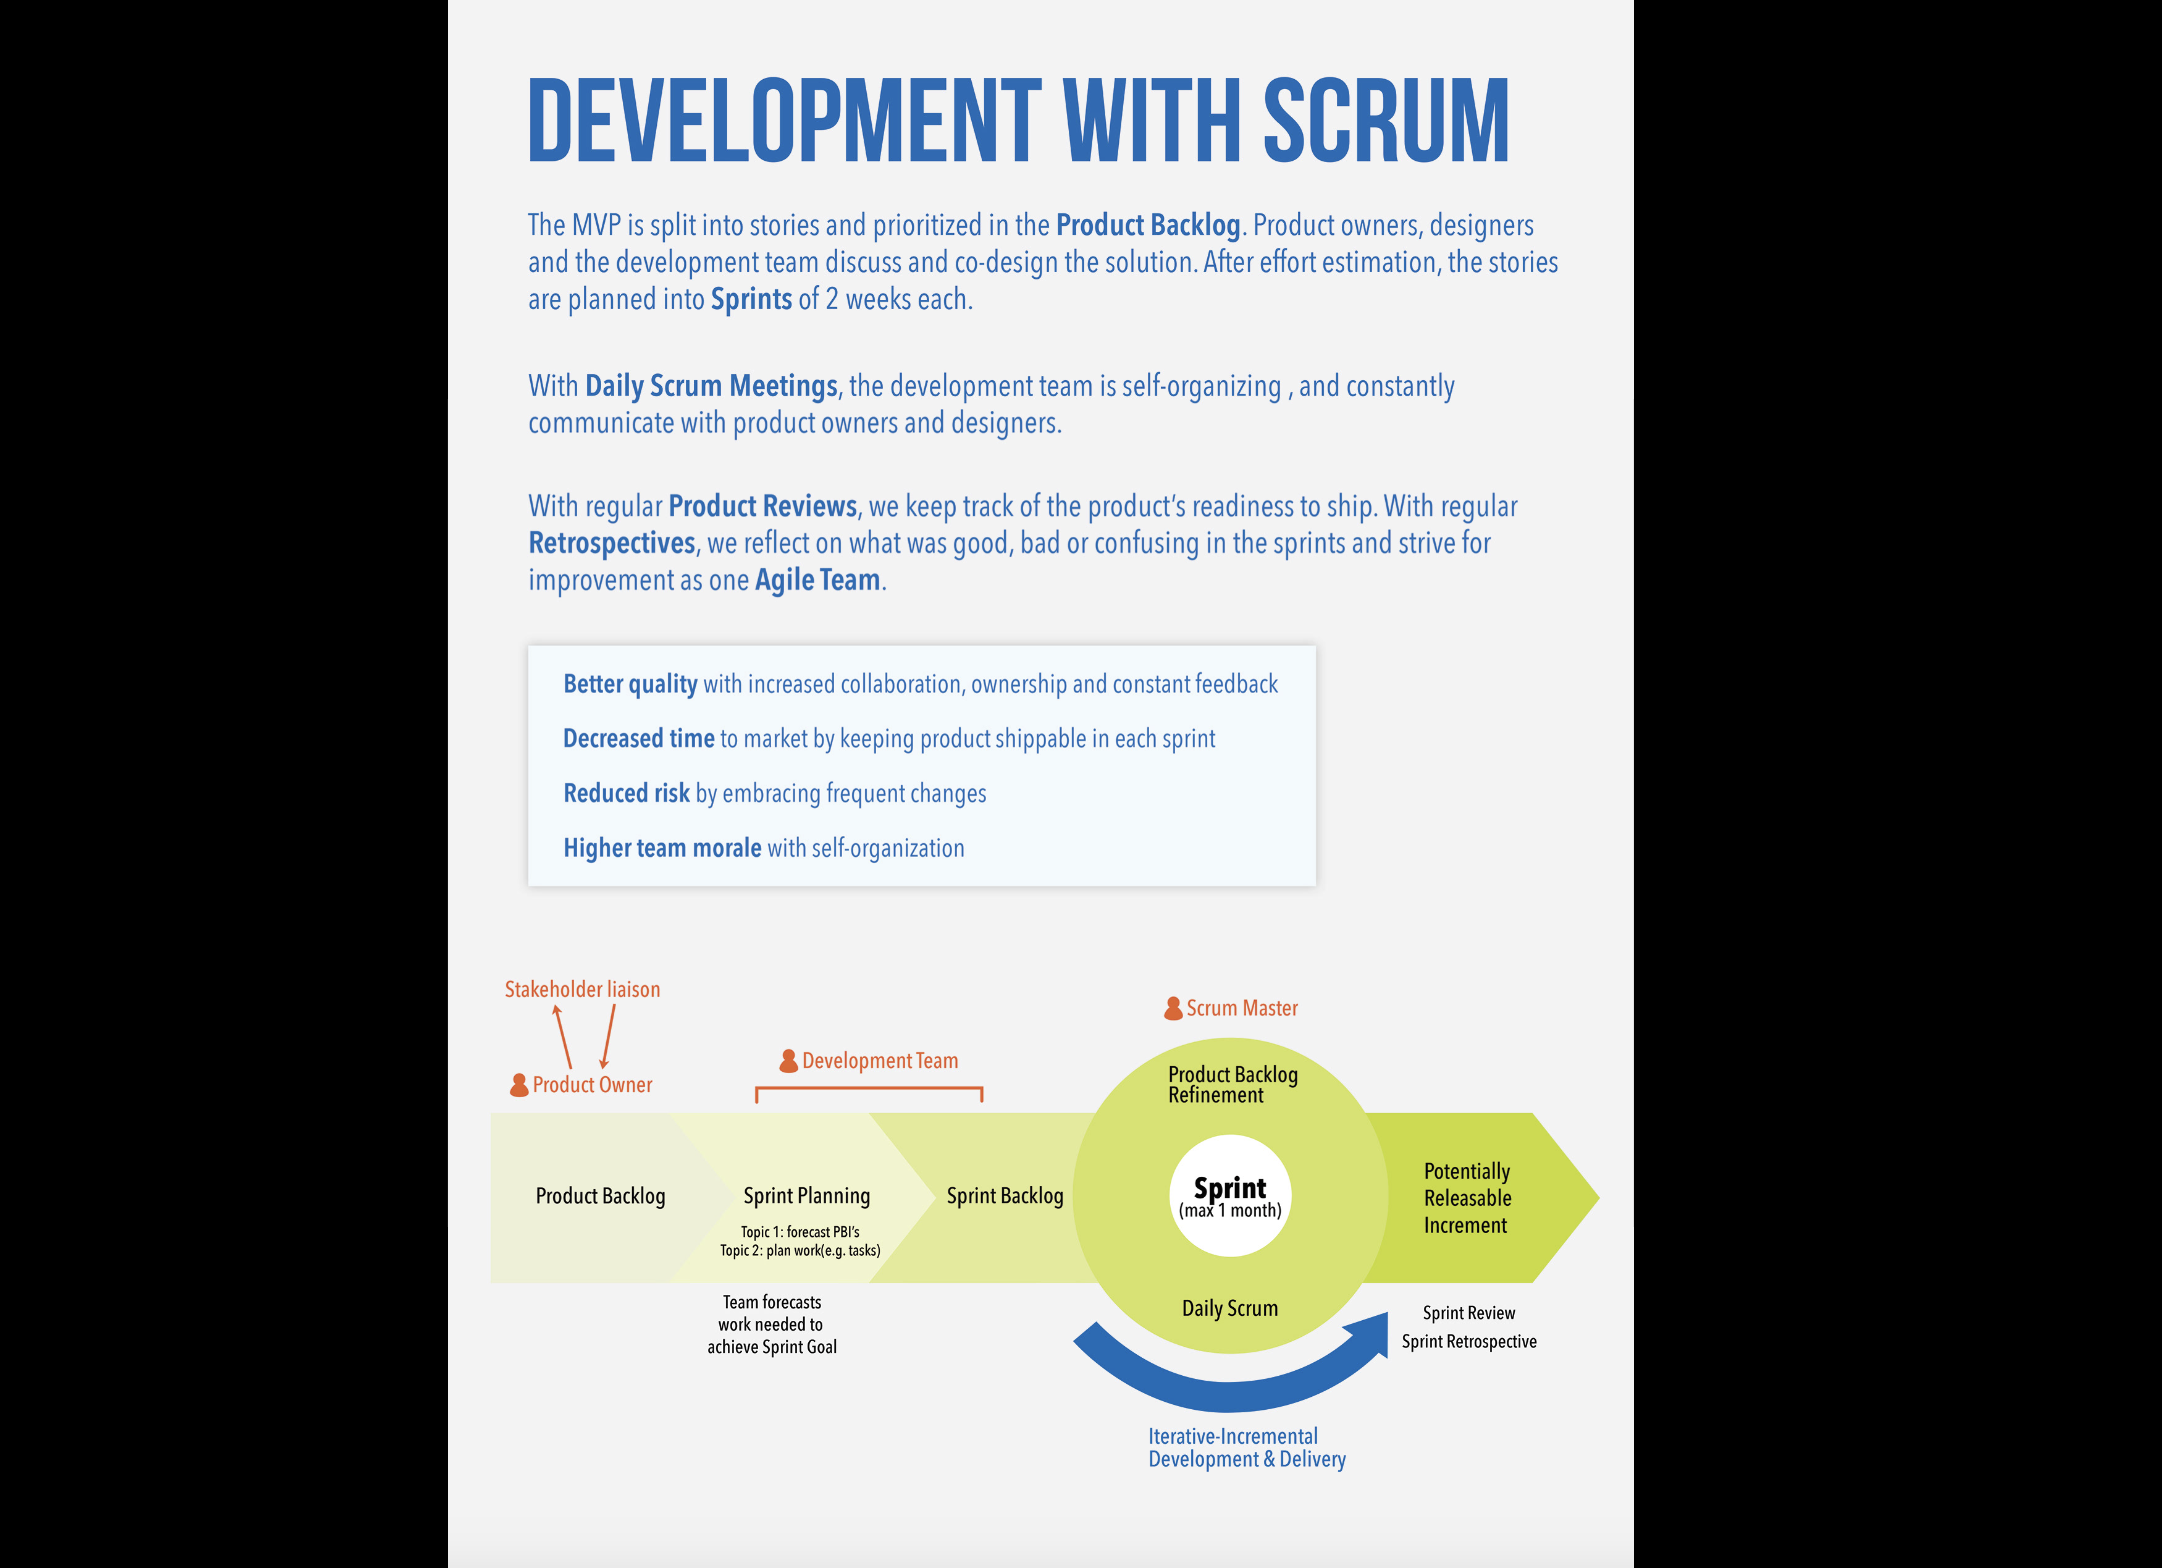 DEVELOPMENT WITH SCRUM
The MVP is split into stories and prioritized in the Product Backlog. Product owners, designers
and the development team discuss and co-design the solution. After effort estimation, the stories
are planned into Sprints of 2 weeks each.
With Daily Scrum Meetings, the development team is self-organizing , and constantly
communicate with product owners and designers.
With regular Product Reviews, we keep track of the product's readiness to ship. With regular
Retrospectives, we reflect on what was good, bad or confusing in the sprints and strive for
improvement as one Agile Team.
Better quality with increased collaboration, ownership and constant feedback
Decreased time to market by keeping product shippable in each sprint
Reduced risk by embracing frequent changes
Higher team morale with self-organization
Stakeholder liaison
Product Owner
Development Team
Scrum Master
Product Backlog
Sprint Planning
Topic 1: forecast PBI's
Topic 2: plan work(e.g. tasks)
Team forecasts
work needed to
achieve Sprint Goal
Sprint Backlog
Product Backlog
Refinement
Sprint
(max 1 month)
Daily Scrum
Potentially
Releasable
Increment
Sprint Review
Sprint Retrospective
Iterative-Incremental
Development & Delivery